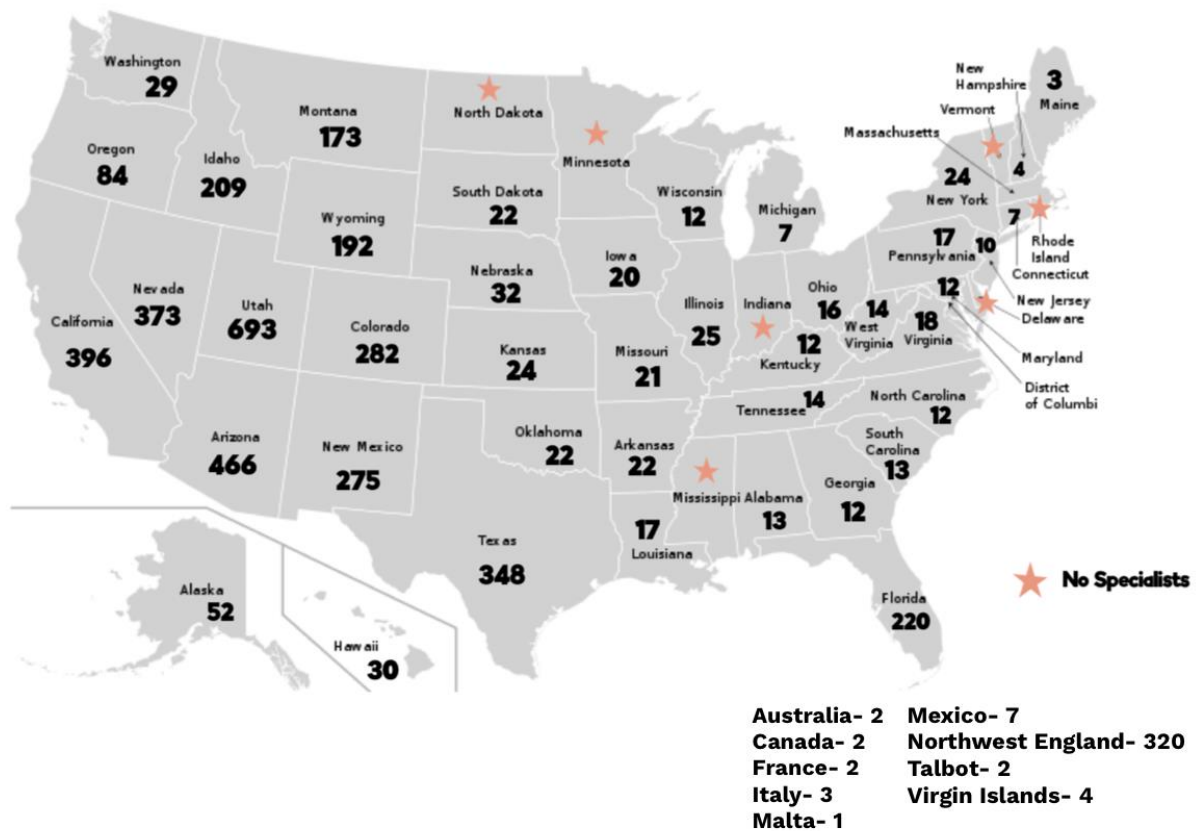 Washington
29
Oregon
84
Idaho
209
Montana
173
North Dakota
Minnesota
South Dakota
22
Wyoming
192
Nebraska
32
Nevada
373
Utah
693
California
396
Colorado
282
Kansas
24
Arizona
466
New Mexico
275
Oklahoma
22
Texas
348
Iowa
20
Missouri
21
Arkansas
22
17
Louisiana
Wisconsin
12
Illinois
25
Michigan
7
Indiana
Ohio
16
12
Kentucky
14
Tennessee
Mississippi
Alabama
13
Georgia
12
Florida
220
South
Carolina
13
North Carolina
12
14
West
Virginia
18
Virginia
17
Pennsylvania
24
New York
10
12
7
4
3
Maine
New
Hampshire
Vermont
Massachusetts
Rhode
Island
Connecticut
New Jersey
Delaware
Maryland
District
of Columbi
Alaska
52
Hawaii
30
No Specialists
Australia- 2
Canada- 2
France- 2
Italy- 3
Malta- 1
Mexico- 7
Northwest England- 320
Talbot- 2
Virgin Islands- 4